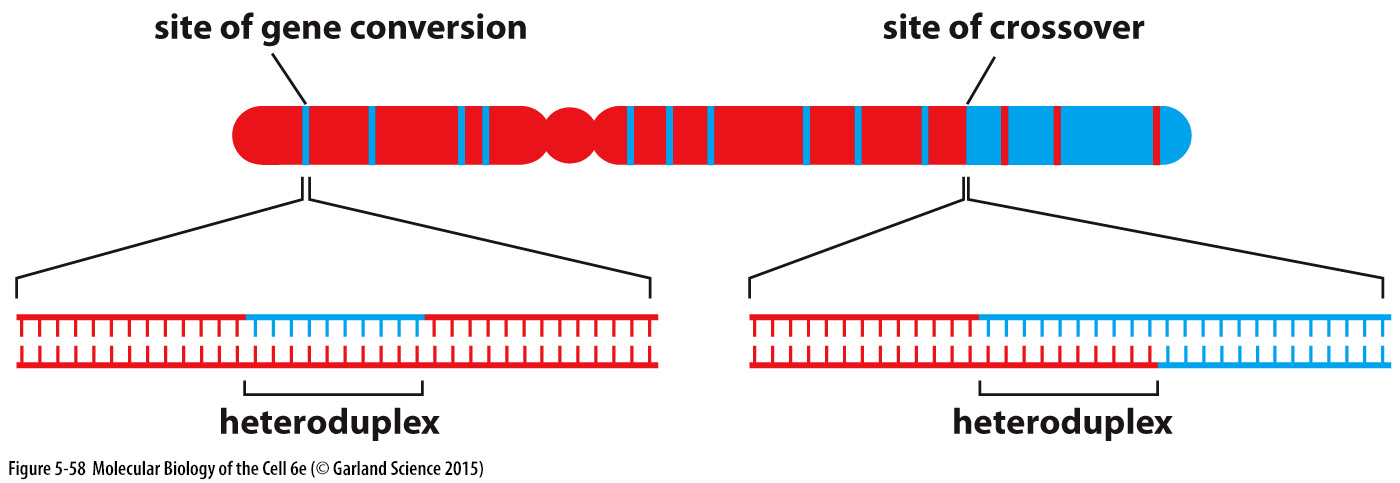 site of gene conversion
site of crossover
heteroduplex
heteroduplex
Figure 5-58 Molecular Biology of the Cell 6e (© Garland Science 2015)